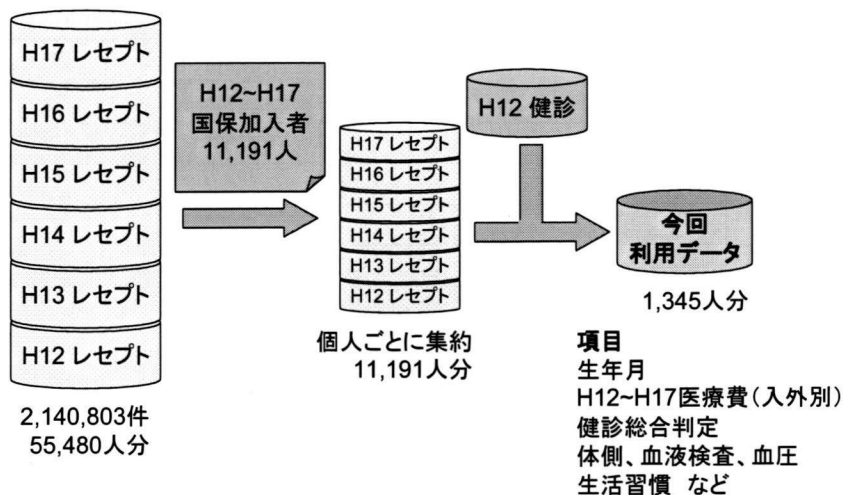 H17 レセプト
H16 レセプト
H15 レセプト
H14 レセプト
H13 レセプト
H12 レセプト
2,140,803件
55,480人分
H12~H17
国保加入者
11,191人
H17 レセプト
H16 レセプト
H15 レセプト
H14 レセプト
H13 レセプト
H12 レセプト
個人ごとに集約
11,191人分
H12 健診
今回
利用データ
1,345人分
項目
生年月
H12~H17医療費(入外別)
健診総合判定
体側、血液検査、血圧
生活習慣 など